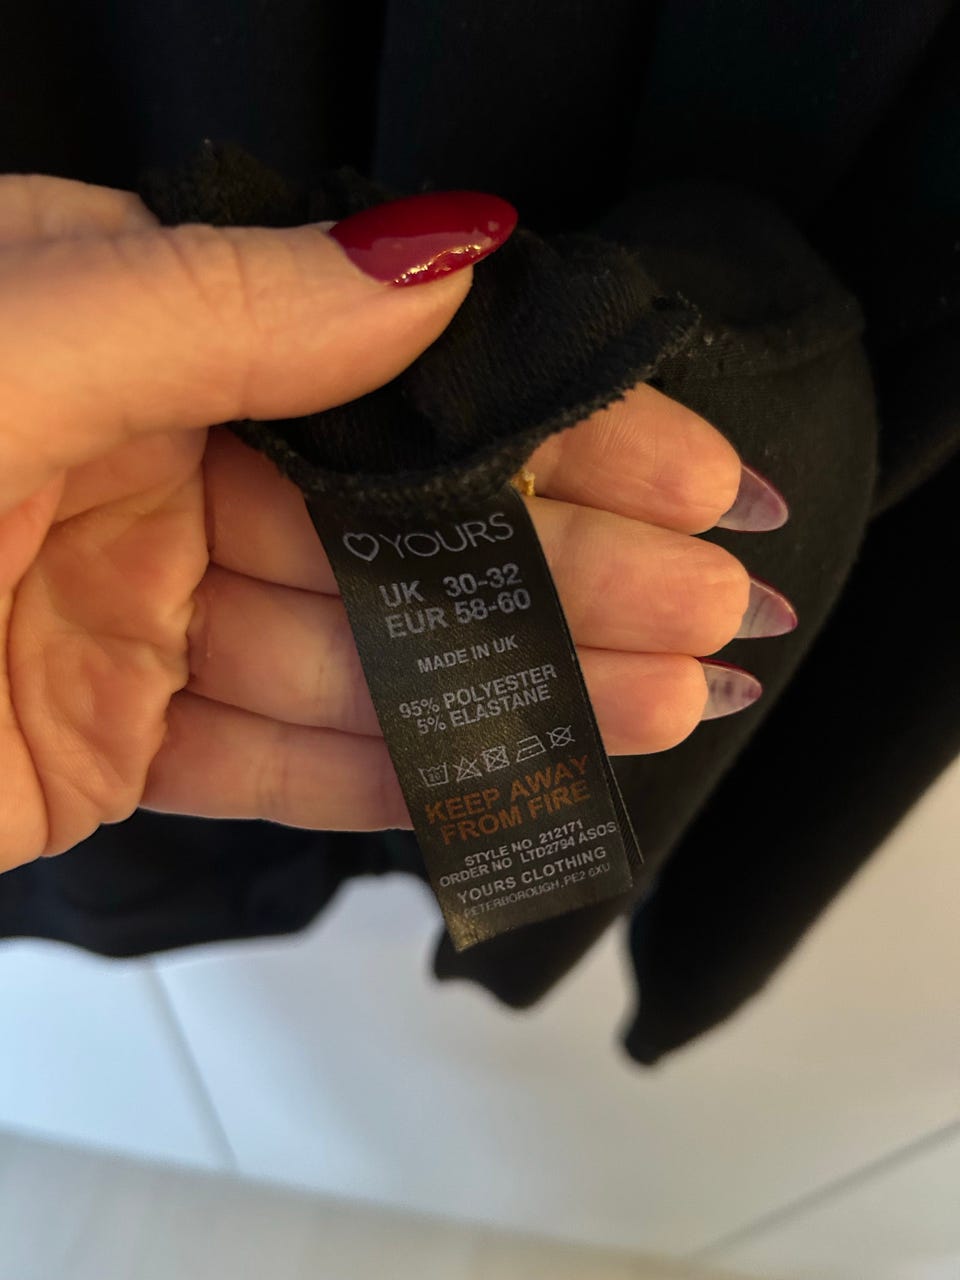 YOURS
UK 30-32
EUR 58-60
MADE IN UK
95% POLYESTER
5% ELASTANE
KEEP AWAY
FROM FIRE
STYLE NO 212171
ORDER NO LTD2794 ASOS
YOURS CLOTHING
PETERBOROUGH, PE2 6XU